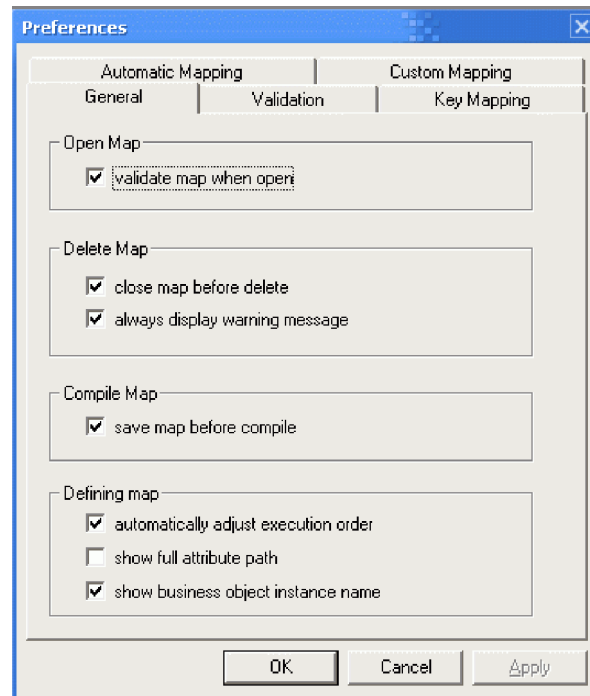 Preferences
Automatic Mapping
Custom Mapping
General
Validation
Key Mapping
Open Map
validate map when open
Delete Map
close map before delete
always display warning message
Compile Map
save map before compile
Defining map
automatically adjust execution order
show full attribute path
show business object instance name
OK
Cancel
Apply